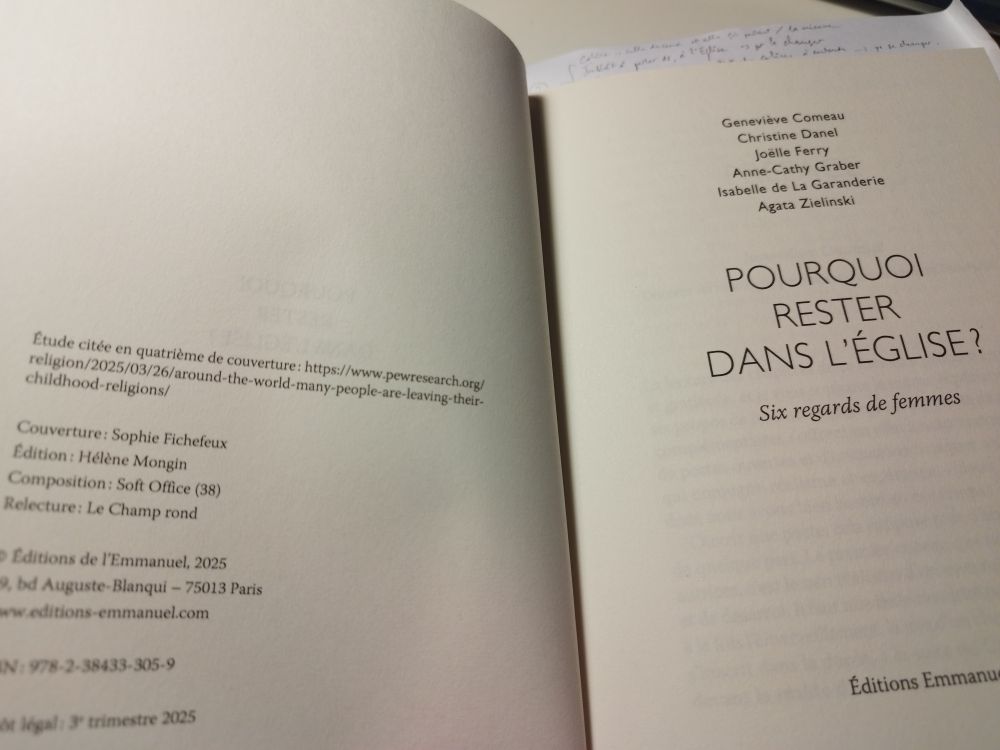 Étude citée en quatrième de couverture : https://www.pewresearch.org/
religion/2025/03/26/around-the-world-many-people-are-leaving-their-
childhood-religions/
Couverture : Sophie Fichefeux
Édition : Hélène Mongin
Composition : Soft Office (38)
Relecture : Le Champ rond
© Éditions de l'Emmanuel, 2025
9, bd Auguste-Blanqui – 75013 Paris
www.editions-emmanuel.com
978-2-38433-305-9
légal : 3e trimestre 2025
Geneviève Comeau
Christine Danel
Joëlle Ferry
Anne-Cathy Graber
Isabelle de La Garanderie
Agata Zielinski
POURQUOI
RESTER
DANS L'ÉGLISE ?
Six regards de femmes
Éditions Emmanue